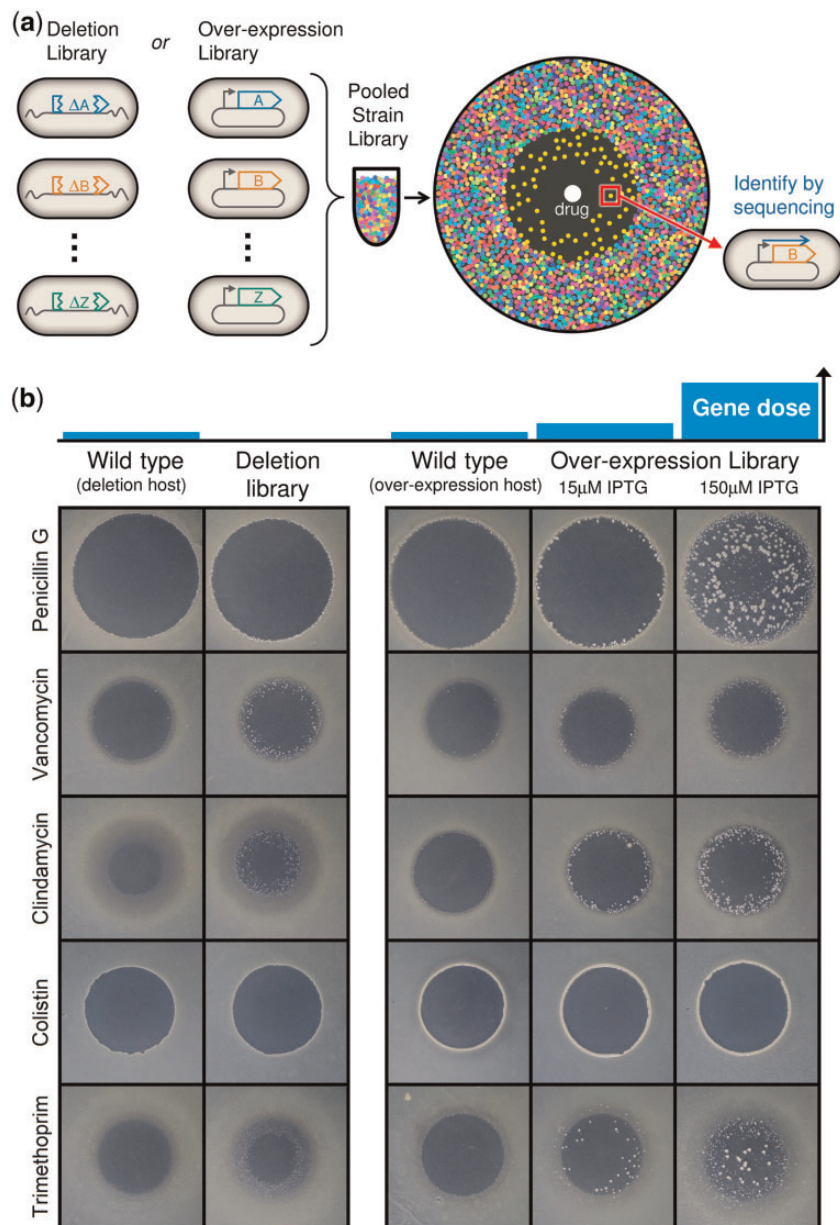 (a)
Deletion
Library
or
Over-expression
Library
ΔA
A
ΔB
B
ΔZ
Z
Pooled
Strain
Library
drug
Identify by
sequencing
B
(b)
Gene dose
Wild type
(deletion host)
Deletion
library
Wild type
(over-expression host)
Over-expression Library
15μM IPTG
150μM IPTG
Penicillin G
Vancomycin
Clindamycin
Colistin
Trimethoprim